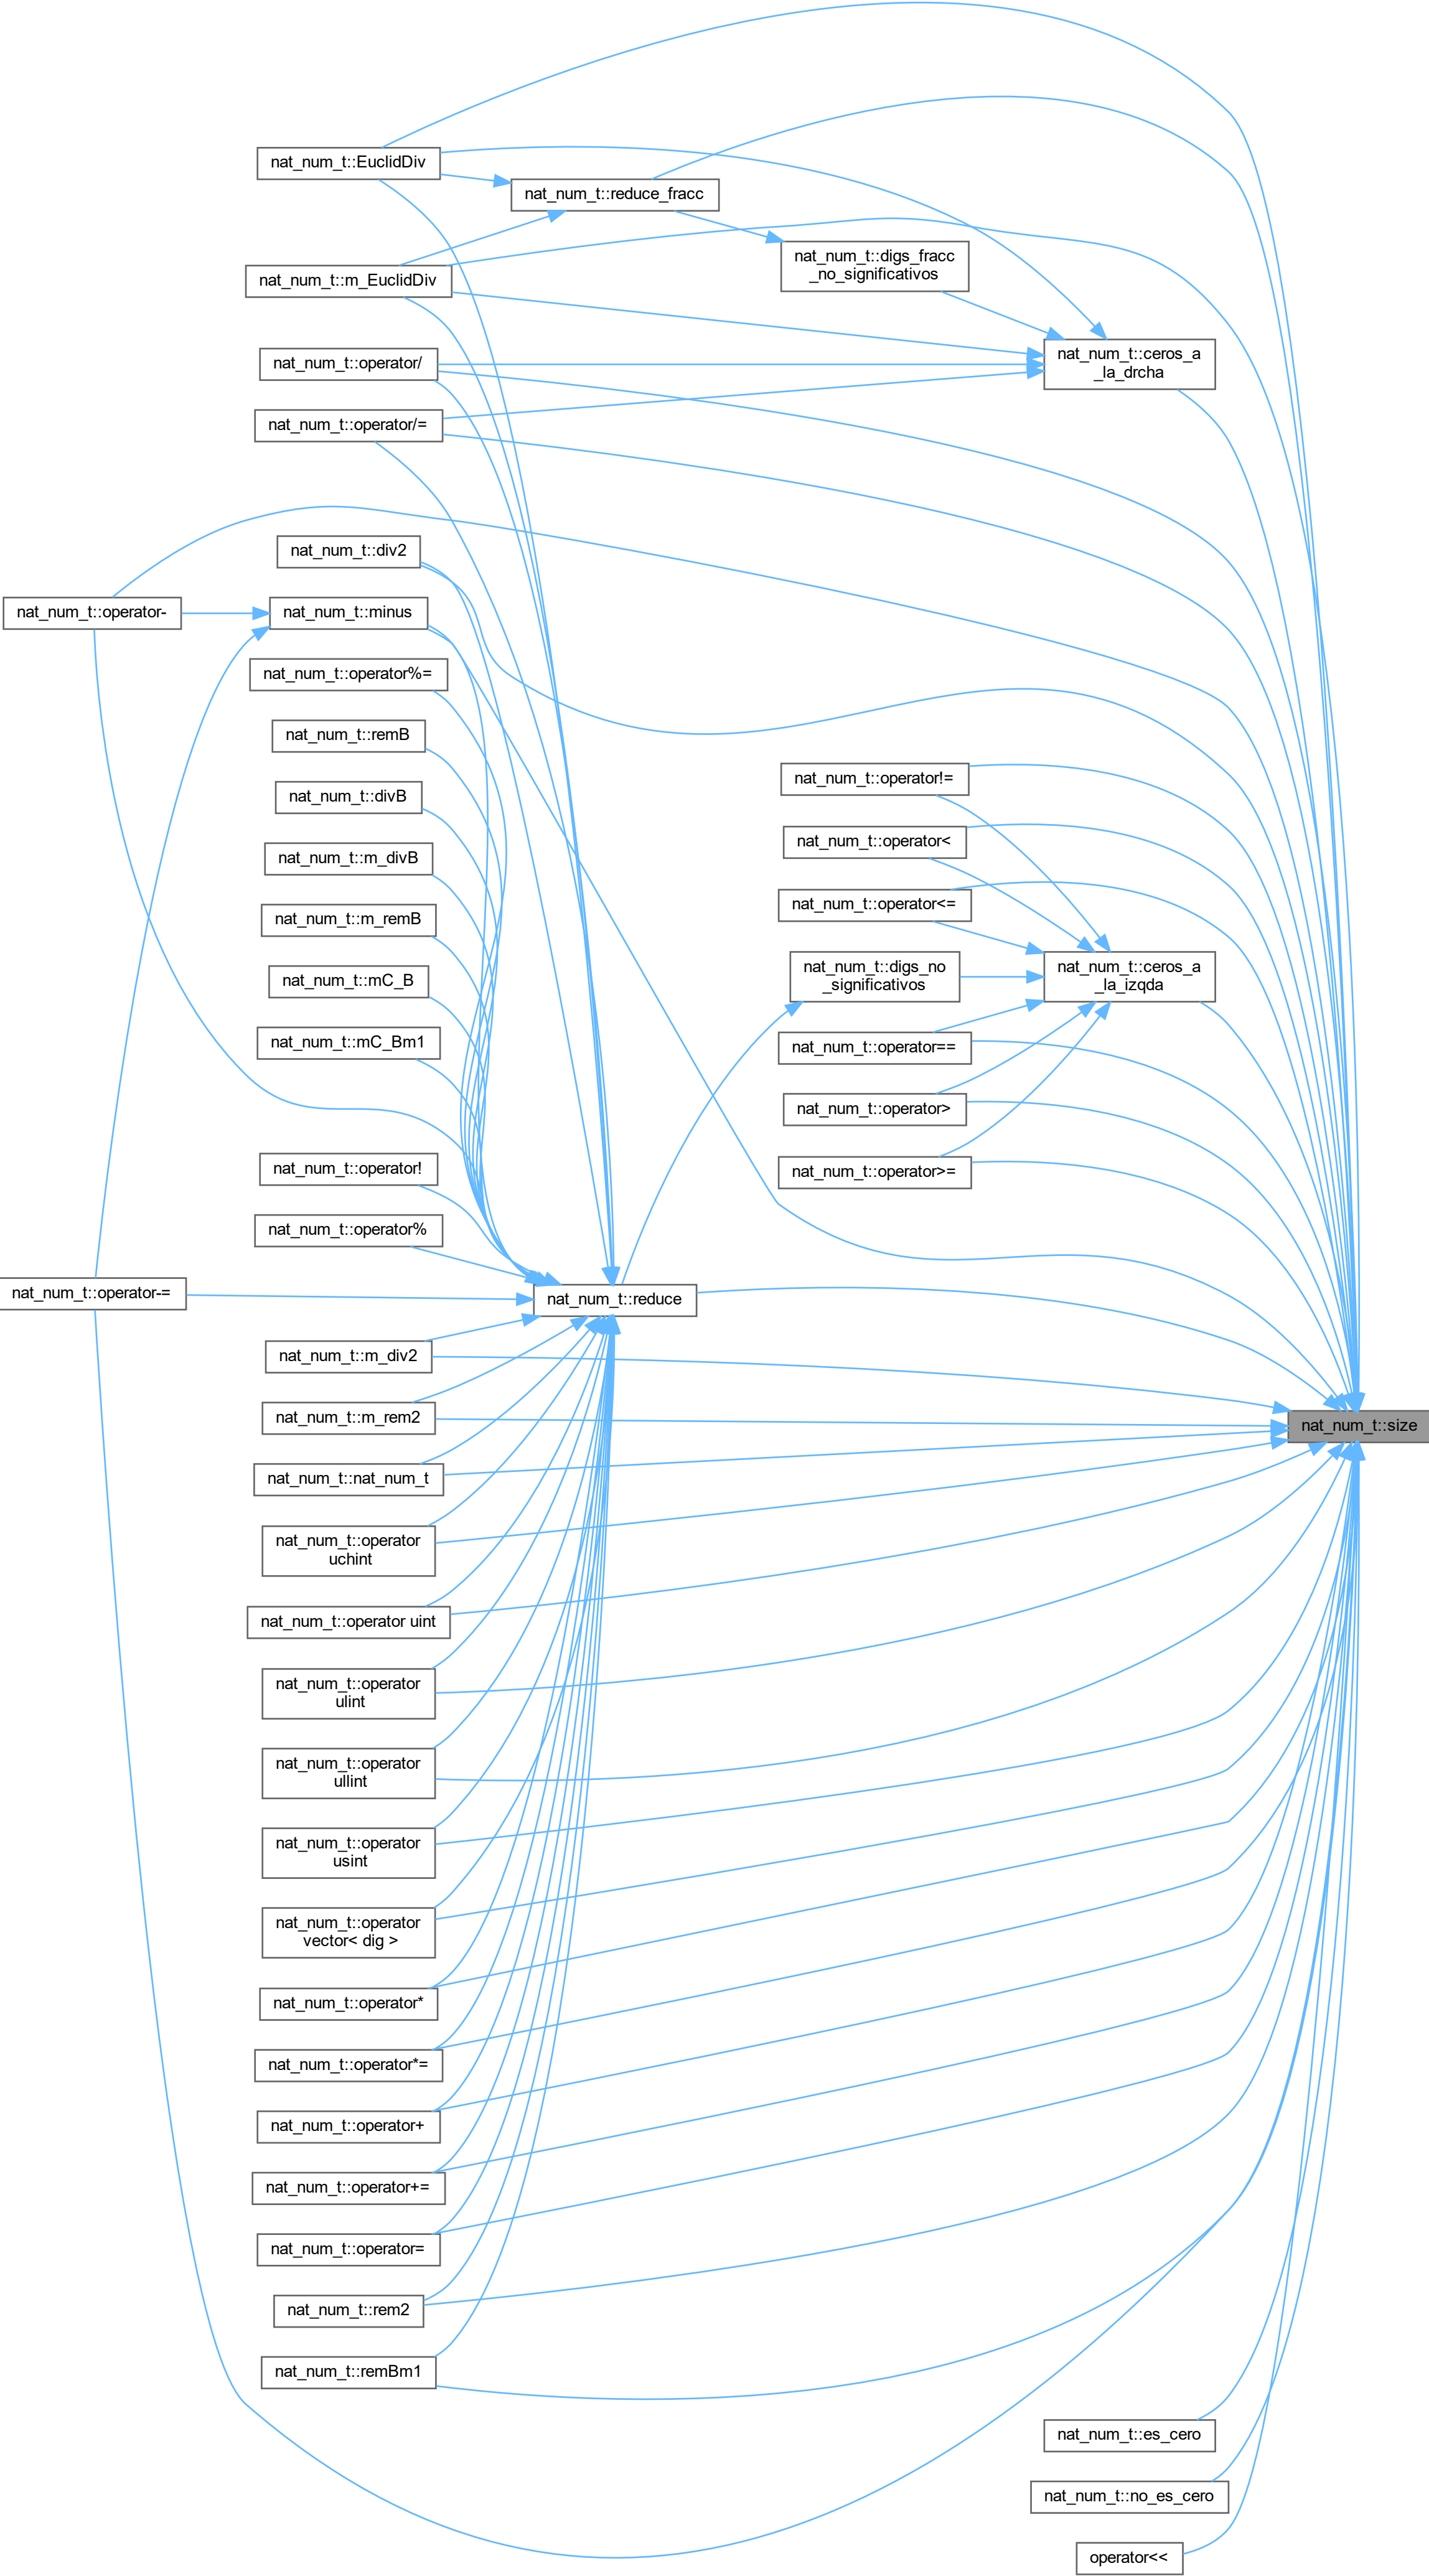 nat_num_t::EuclidDiv
nat_num_t::reduce_fracc
nat_num_t::digs_fracc
_no_significativos
nat_num_t::m_EuclidDiv
nat_num_t::ceros_a
_la_drcha
nat_num_t::operator/
nat_num_t::operator/=
nat_num_t::div2
nat_num_t::operator-
nat_num_t::minus
nat_num_t::operator%=
nat_num_t::remB
nat_num_t::operator!=
nat_num_t::divB
nat_num_t::operator<
nat_num_t::m_divB
nat_num_t::operator<=
nat_num_t::m_remB
nat_num_t::digs_no
_significativos
nat_num_t::ceros_a
_la_izqda
nat_num_t::mC_B
nat_num_t::mC_Bm1
nat_num_t::operator==
nat_num_t::operator>
nat_num_t::operator!
nat_num_t::operator>=
nat_num_t::operator%
nat_num_t::operator-=
nat_num_t::reduce
nat_num_t::m_div2
nat_num_t::m_rem2
nat_num_t::size
nat_num_t::nat_num_t
nat_num_t::operator
uchint
nat_num_t::operator uint
nat_num_t::operator
ulint
nat_num_t::operator
ullint
nat_num_t::operator
usint
nat_num_t::operator
vector< dig >
nat_num_t::operator*
nat_num_t::operator*=
nat_num_t::operator+
nat_num_t::operator+=
nat_num_t::operator=
nat_num_t::rem2
nat_num_t::remBm1
nat_num_t::es_cero
nat_num_t::no_es_cero
operator<<